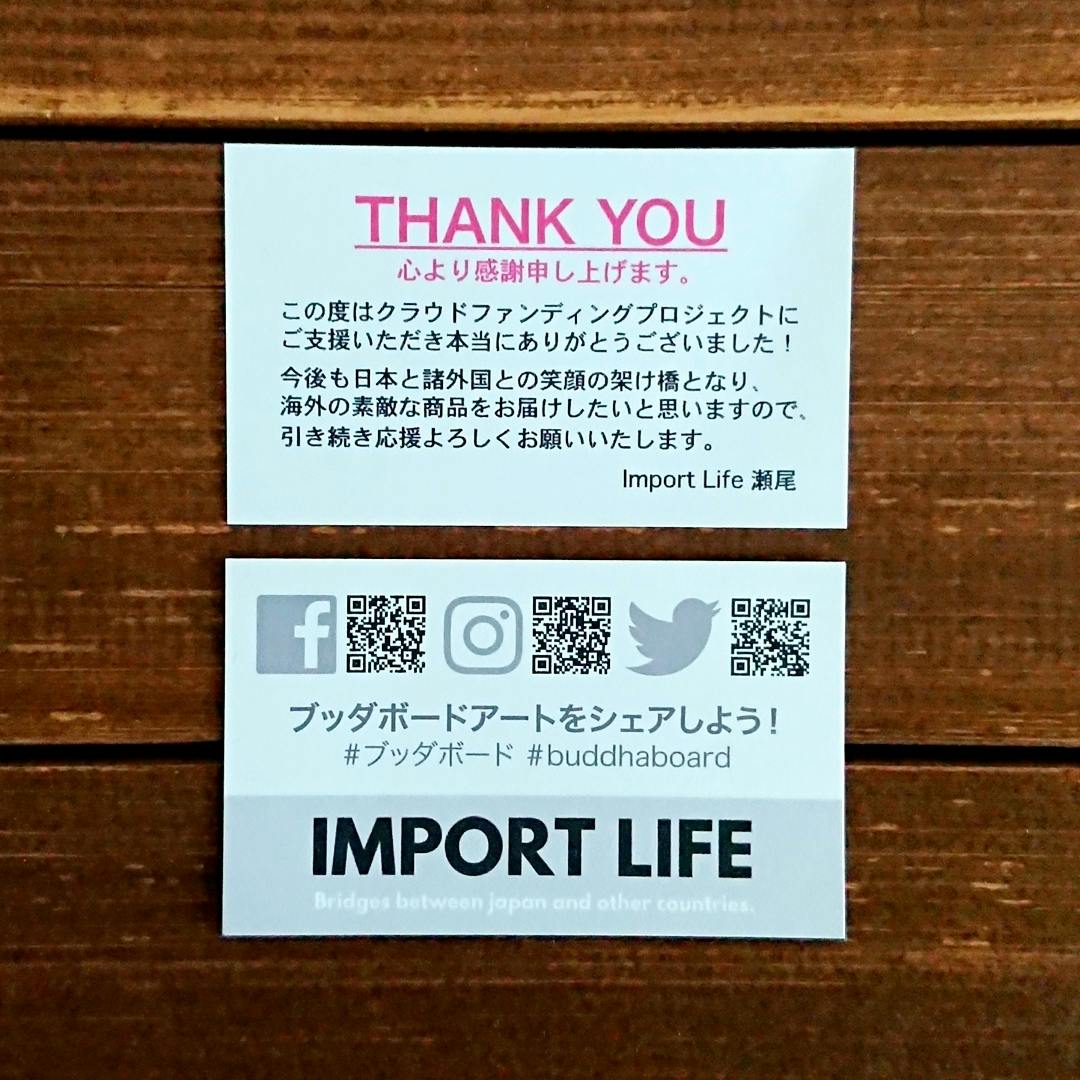 THANK YOU
心より感謝申し上げます。
この度はクラウドファンディングプロジェクトに
ご支援いただき本当にありがとうございました！
今後も日本と諸外国との笑顔の架け橋となり、
海外の素敵な商品をお届けしたいと思いますので、
引き続き応援よろしくお願いいたします。
Import Life 瀬尾
ブッダボードアートをシェアしよう！
#ブッダボード #buddhaboard
IMPORT LIFE
Bridges between japan and other countries.